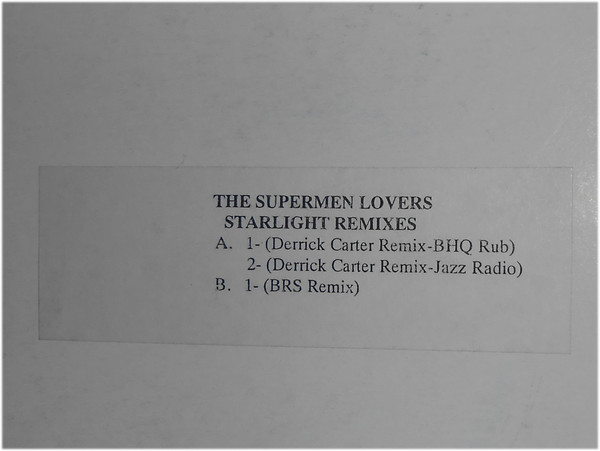 THE SUPERMEN LOVERS
STARLIGHT REMIXES
A. 1- (Derrick Carter Remix-BHQ Rub)
2- (Derrick Carter Remix-Jazz Radio)
B. 1- (BRS Remix)